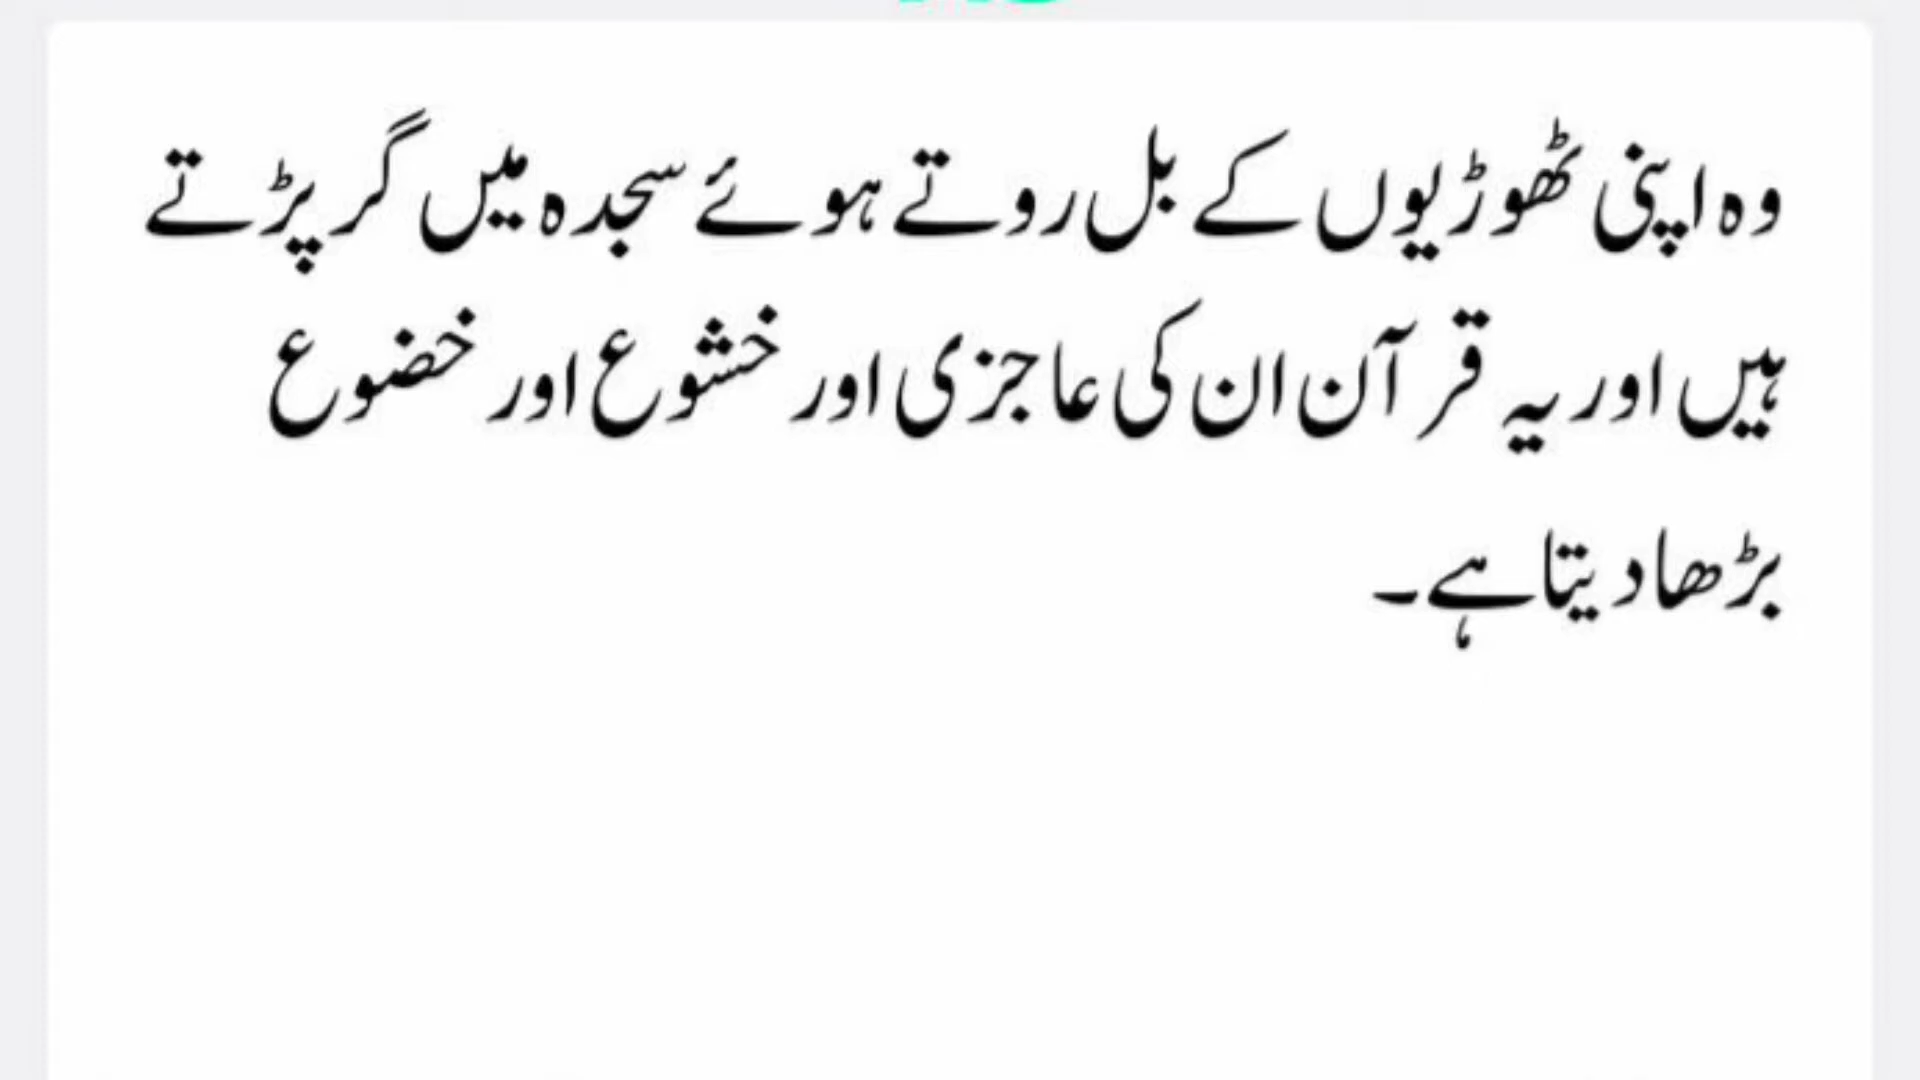 وہ اپنی ٹھوڑیوں کے بل روتے ہوئے سجدہ میں گر پڑتے
ہیں اور یہ قرآن ان کی عاجزی اور خشوع اور خضوع
بڑھا دیتا ہے۔